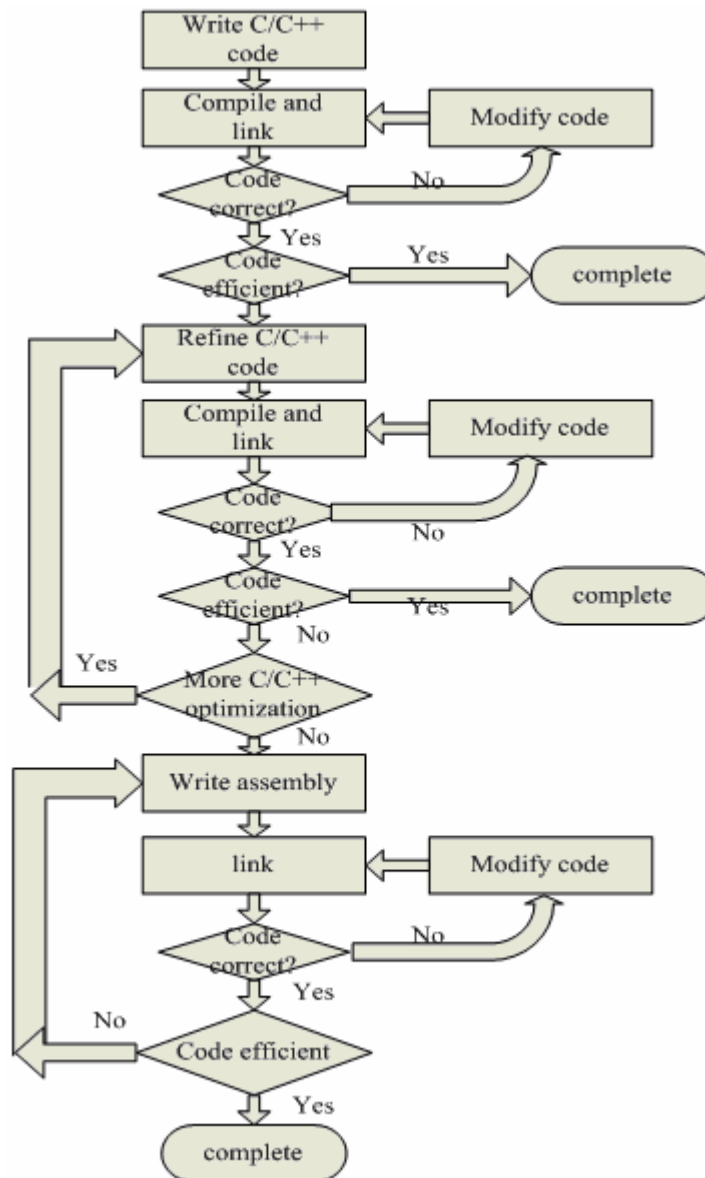 Write C/C++
code
Compile and
link
Modify code
Code
correct?
No
Yes
Code
efficient?
Yes
complete
Refine C/C++
code
Compile and
link
Modify code
Code
correct?
No
Yes
Code
efficient?
Yes
complete
No
More C/C++
optimization
Yes
No
Write assembly
link
Modify code
Code
correct?
No
Yes
Code efficient
No
Yes
complete